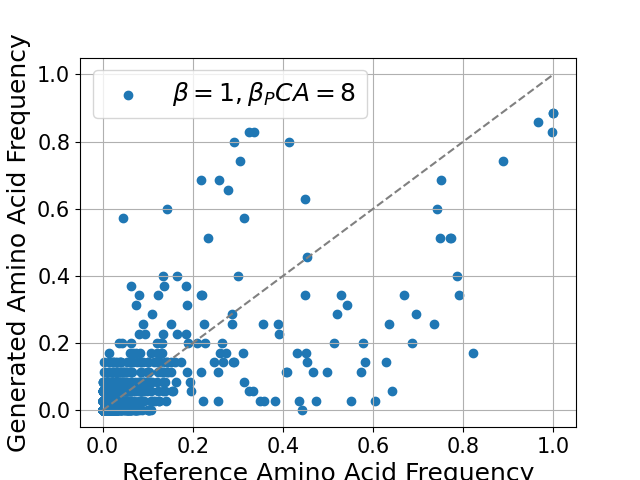 Generated Amino Acid Frequency
1.0
0.8
0.6
0.4
0.2
0.0
β = 1, β_PCA = 8
0.0 0.2 0.4 0.6 0.8 1.0
Reference Amino Acid Frequency